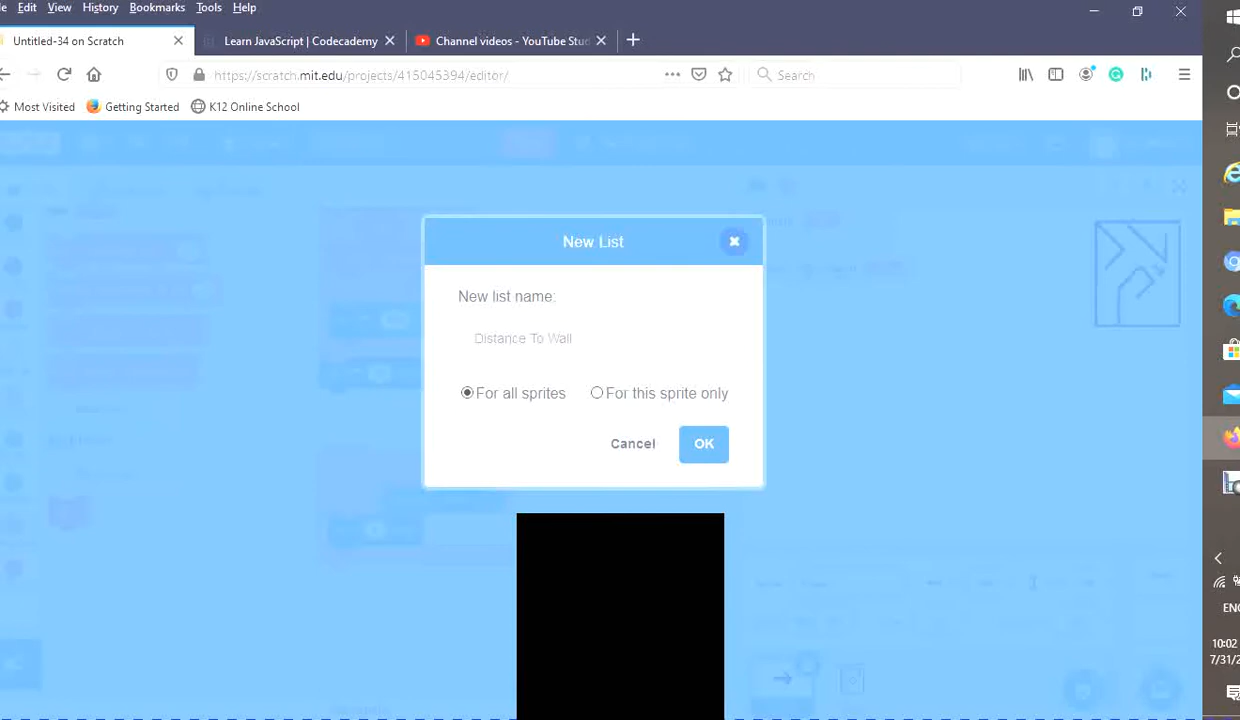 Edit View History Bookmarks Tools Help
Untitled-34 on Scratch
Learn JavaScript | Codecademy
Channel videos - YouTube Stu
https://scratch.mit.edu/projects/415045394/editor/
Search
Most Visited Getting Started K12 Online School
New List
New list name:
Distance To Wall
For all sprites For this sprite only
Cancel OK
ENG
10:02
7/31/2